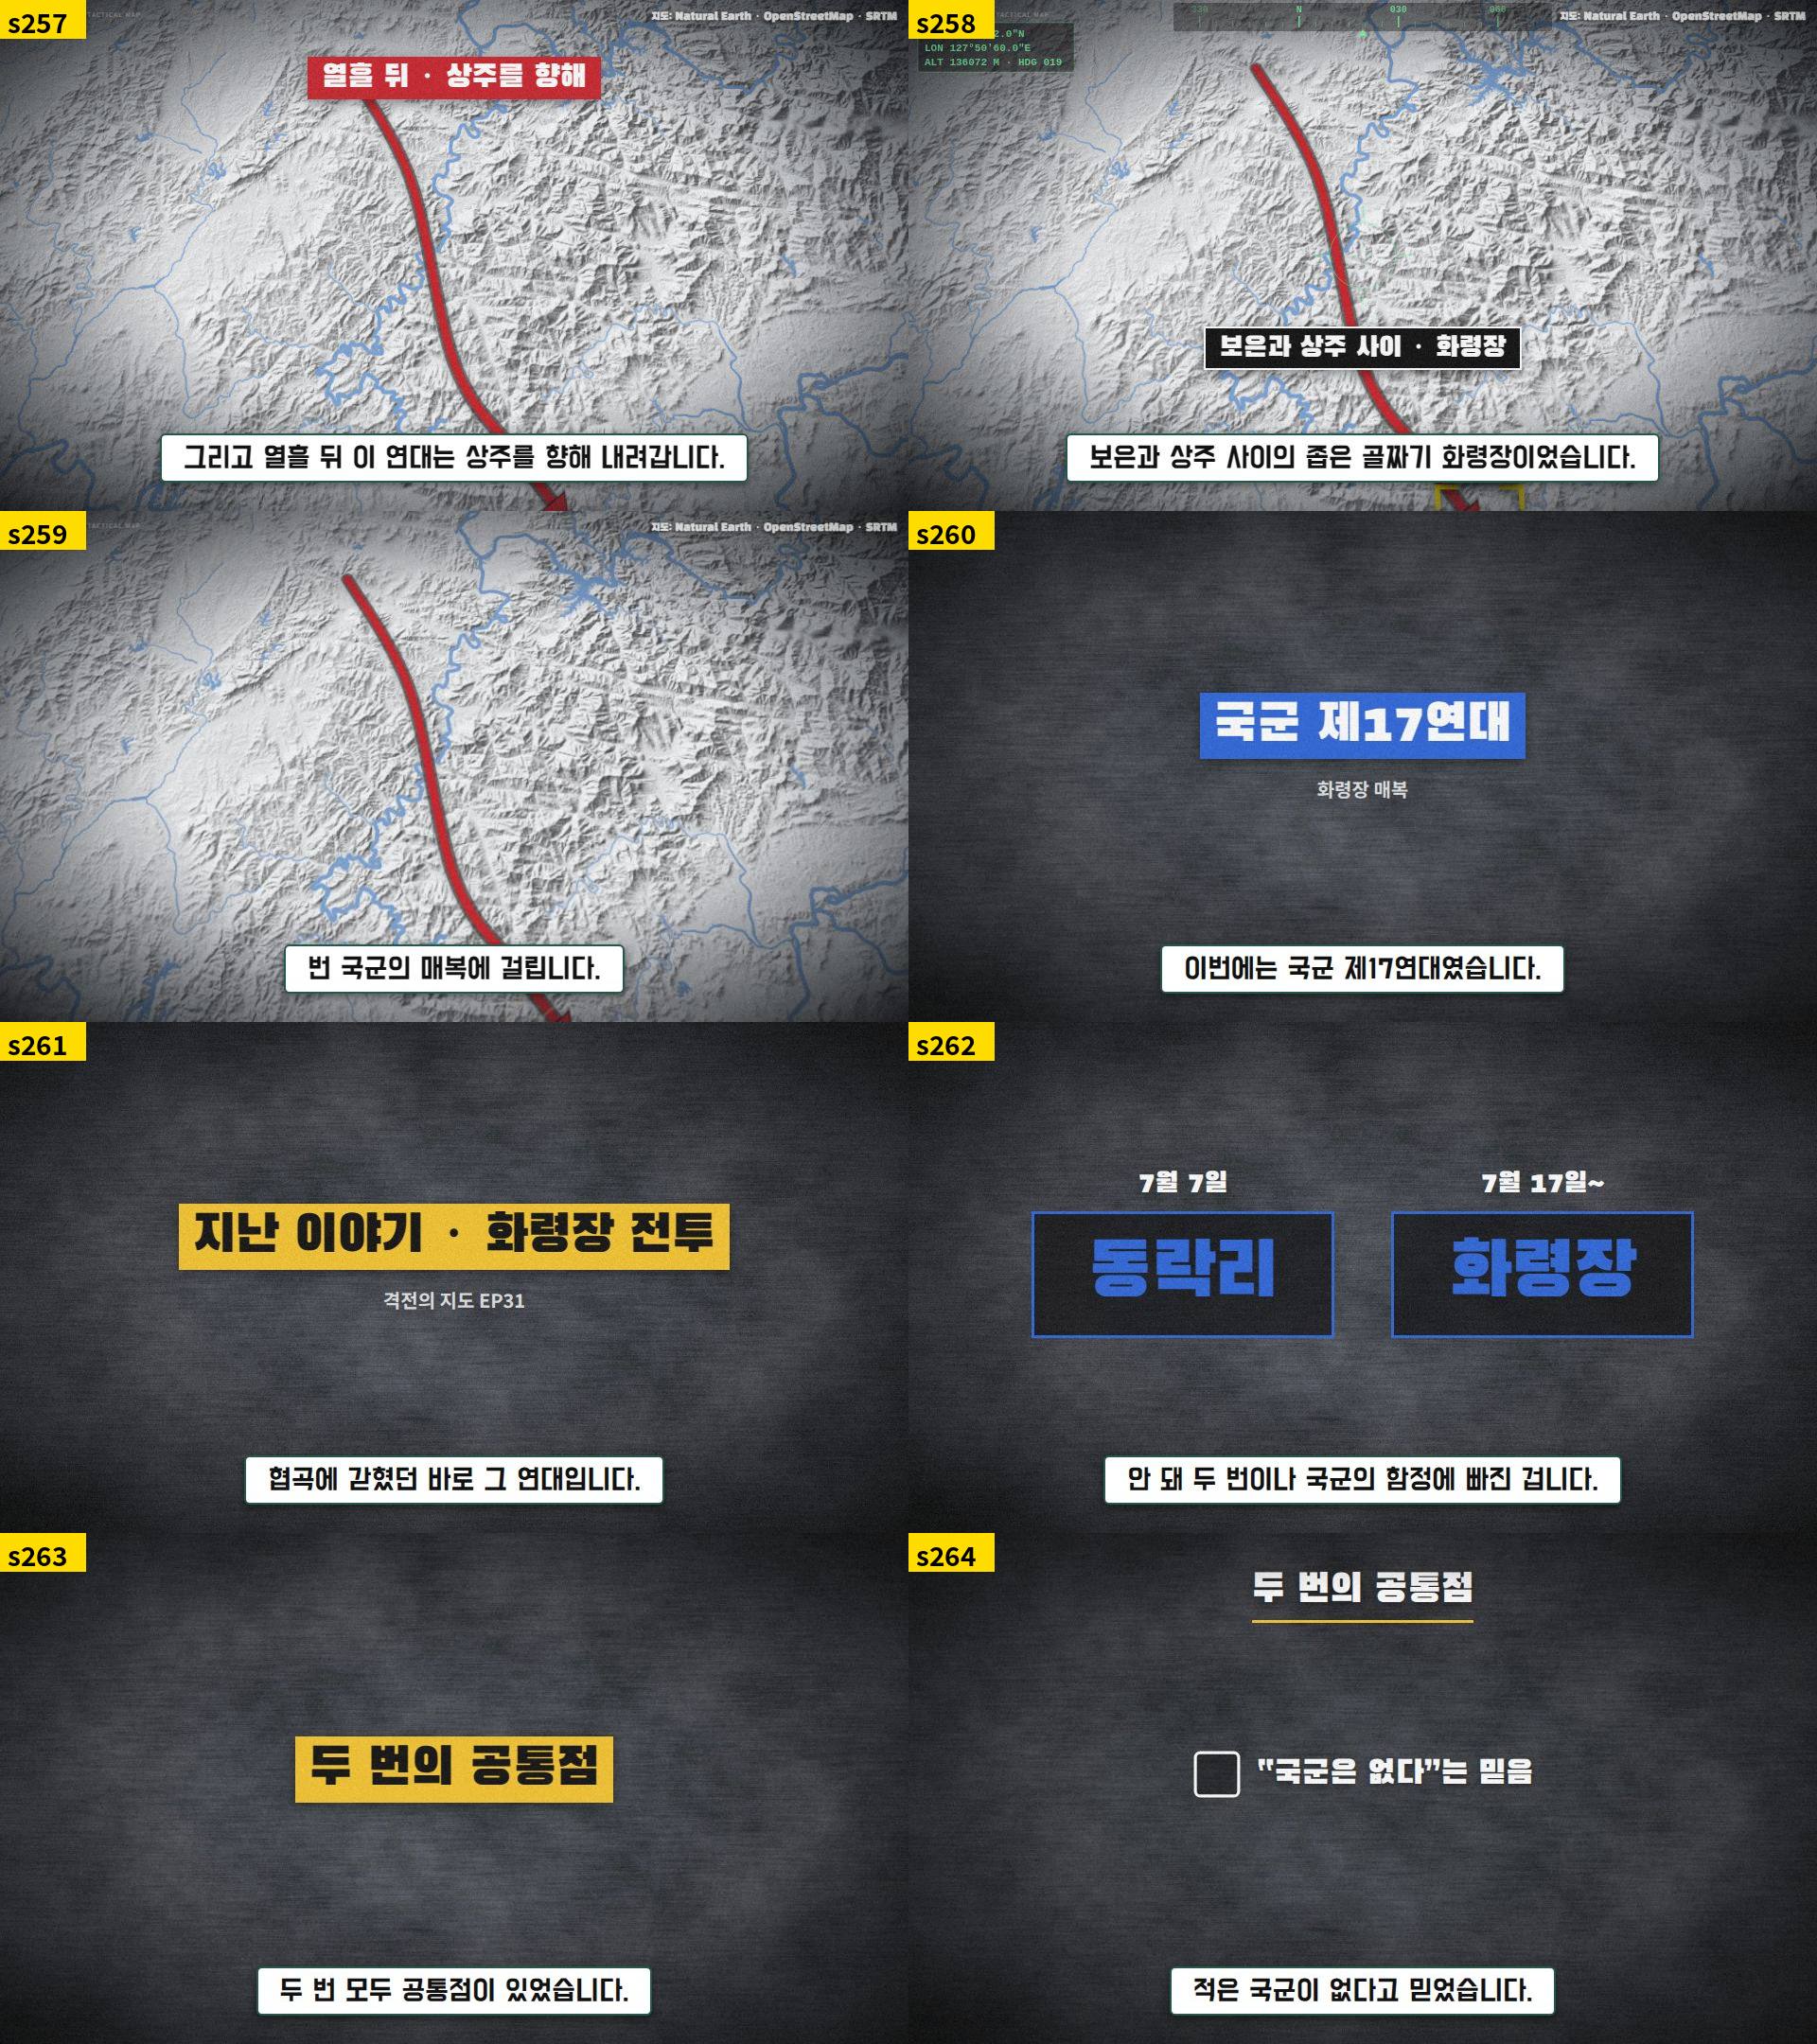 s257
TACTICAL MAP
지도: Natural Earth · OpenStreetMap · SRTM
열흘 뒤 · 상주를 향해
그리고 열흘 뒤 이 연대는 상주를 향해 내려갑니다.
s258
330 N 030 060
지도: Natural Earth · OpenStreetMap · SRTM
2.0"N
LON 127°50'60.0"E
ALT 136072 M · HDG 019
보은과 상주 사이 · 화령장
보은과 상주 사이의 좁은 골짜기 화령장이었습니다.
s259
TACTICAL MAP
지도: Natural Earth · OpenStreetMap · SRTM
번 국군의 매복에 걸립니다.
s260
국군 제17연대
화령장 매복
이번에는 국군 제17연대였습니다.
s261
지난 이야기 · 화령장 전투
격전의 지도 EP31
협곡에 갇혔던 바로 그 연대입니다.
s262
7월 7일
동락리
7월 17일~
화령장
안 돼 두 번이나 국군의 함정에 빠진 겁니다.
s263
두 번의 공통점
두 번 모두 공통점이 있었습니다.
s264
두 번의 공통점
“국군은 없다”는 믿음
적은 국군이 없다고 믿었습니다.